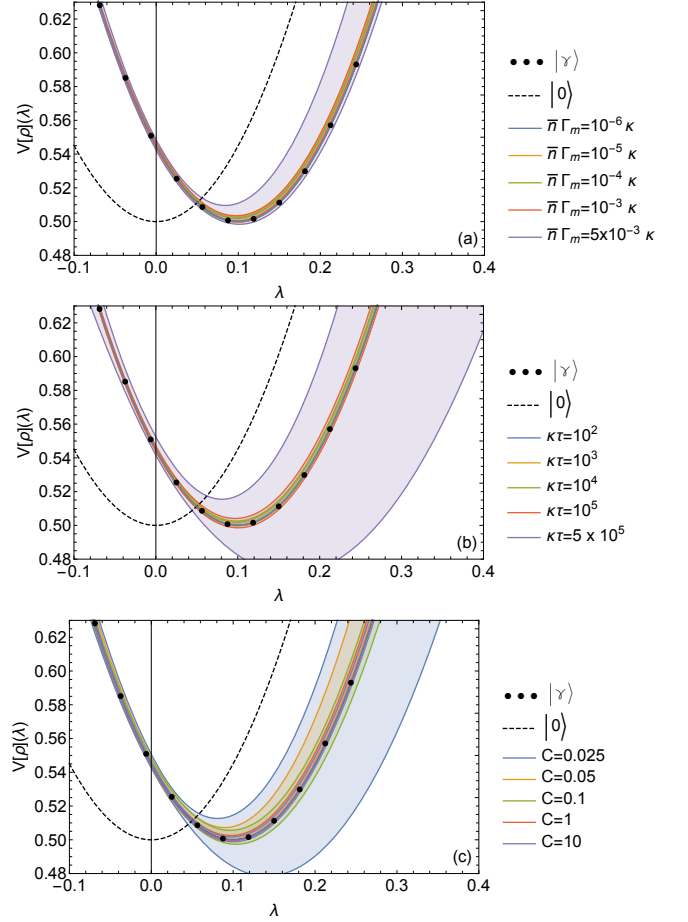 0.62
0.60
0.58
0.56
0.54
0.52
0.50
0.48
V[ρ](λ)
-0.1 0.0 0.1 0.2 0.3 0.4
λ
(a)
|γ⟩
|0⟩
n̅ Γₘ=10⁻⁶ κ
n̅ Γₘ=10⁻⁵ κ
n̅ Γₘ=10⁻⁴ κ
n̅ Γₘ=10⁻³ κ
n̅ Γₘ=5x10⁻³ κ
0.62
0.60
0.58
0.56
0.54
0.52
0.50
0.48
V[ρ](λ)
-0.1 0.0 0.1 0.2 0.3 0.4
λ
(b)
|γ⟩
|0⟩
κτ=10²
κτ=10³
κτ=10⁴
κτ=10⁵
κτ=5 x 10⁵
0.62
0.60
0.58
0.56
0.54
0.52
0.50
0.48
V[ρ](λ)
-0.1 0.0 0.1 0.2 0.3 0.4
λ
(c)
|γ⟩
|0⟩
C=0.025
C=0.05
C=0.1
C=1
C=10